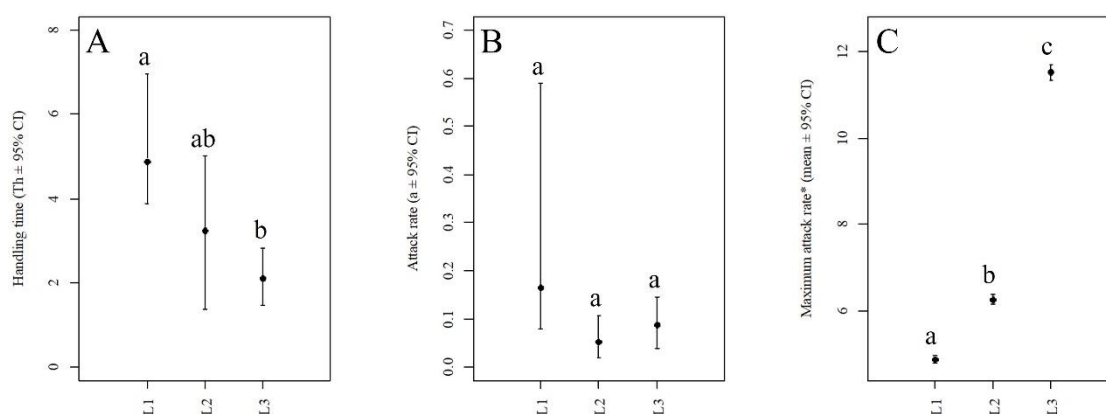 A
Handling time (Th ± 95% CI)
8
6
4
2
0
a
ab
b
L1
L2
L3
B
Attack rate (a ± 95% CI)
0.7
0.6
0.5
0.4
0.3
0.2
0.1
0.0
a
a
a
L1
L2
L3
C
Maximum attack rate* (mean ± 95% CI)
12
10
8
6
a
b
c
L1
L2
L3